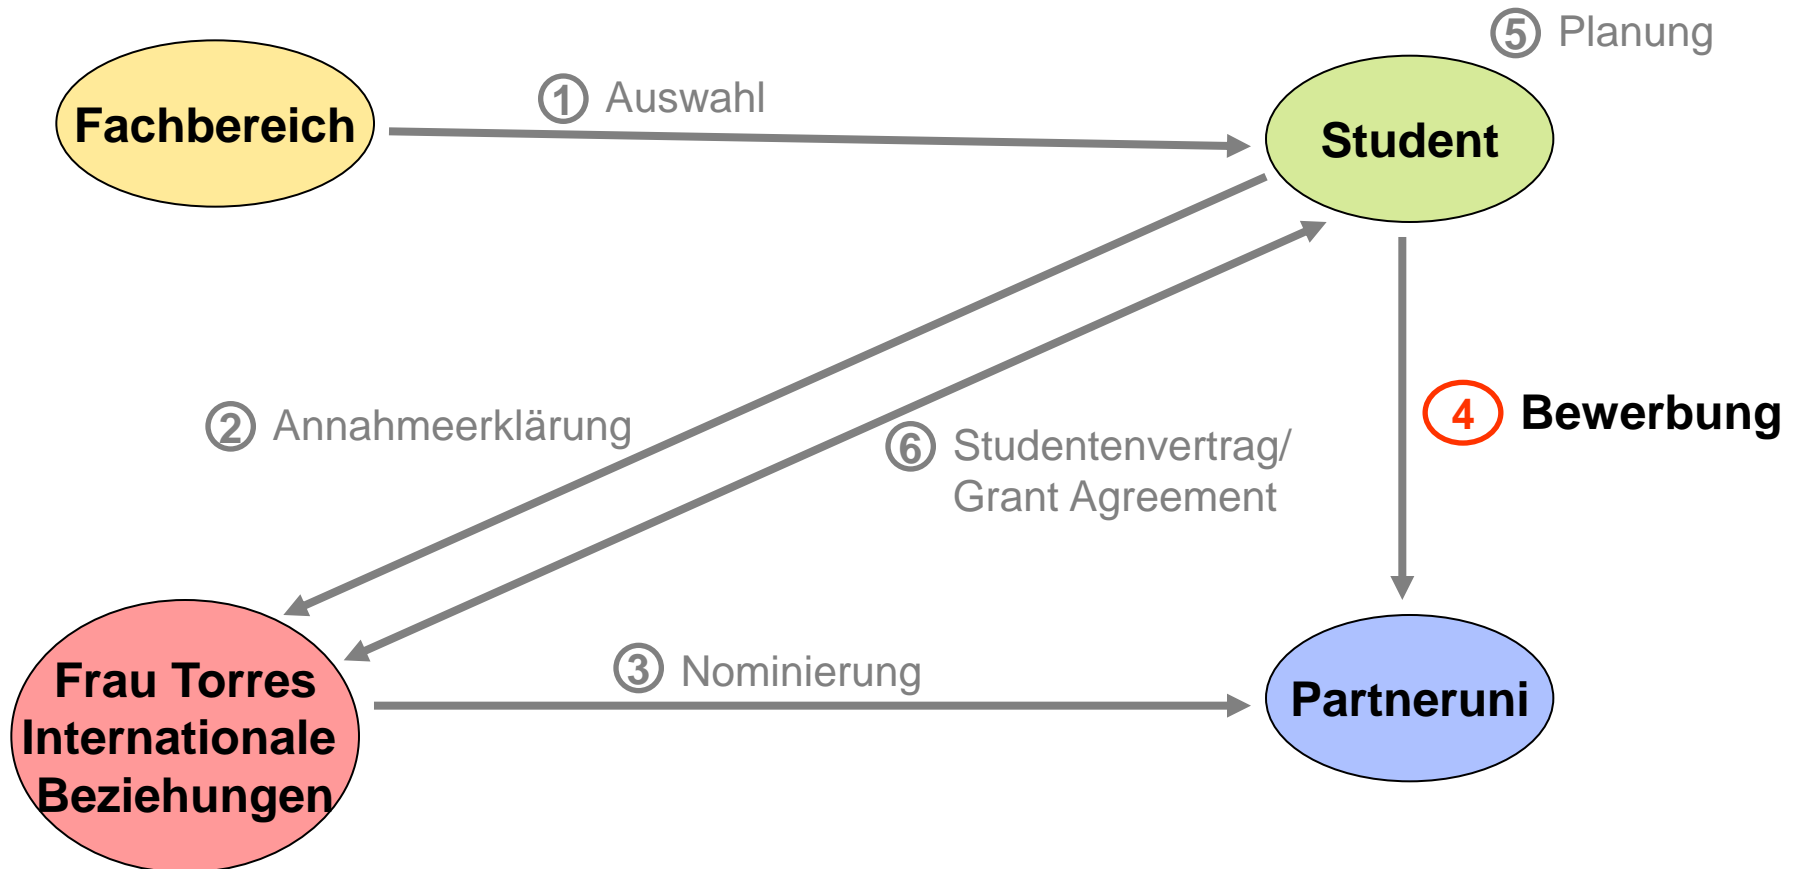 ⑤ Planung
① Auswahl
Fachbereich
Student
② Annahmeerklärung
④ Bewerbung
⑥ Studentenvertrag/
Grant Agreement
③ Nominierung
Frau Torres
Internationale
Beziehungen
Partneruni